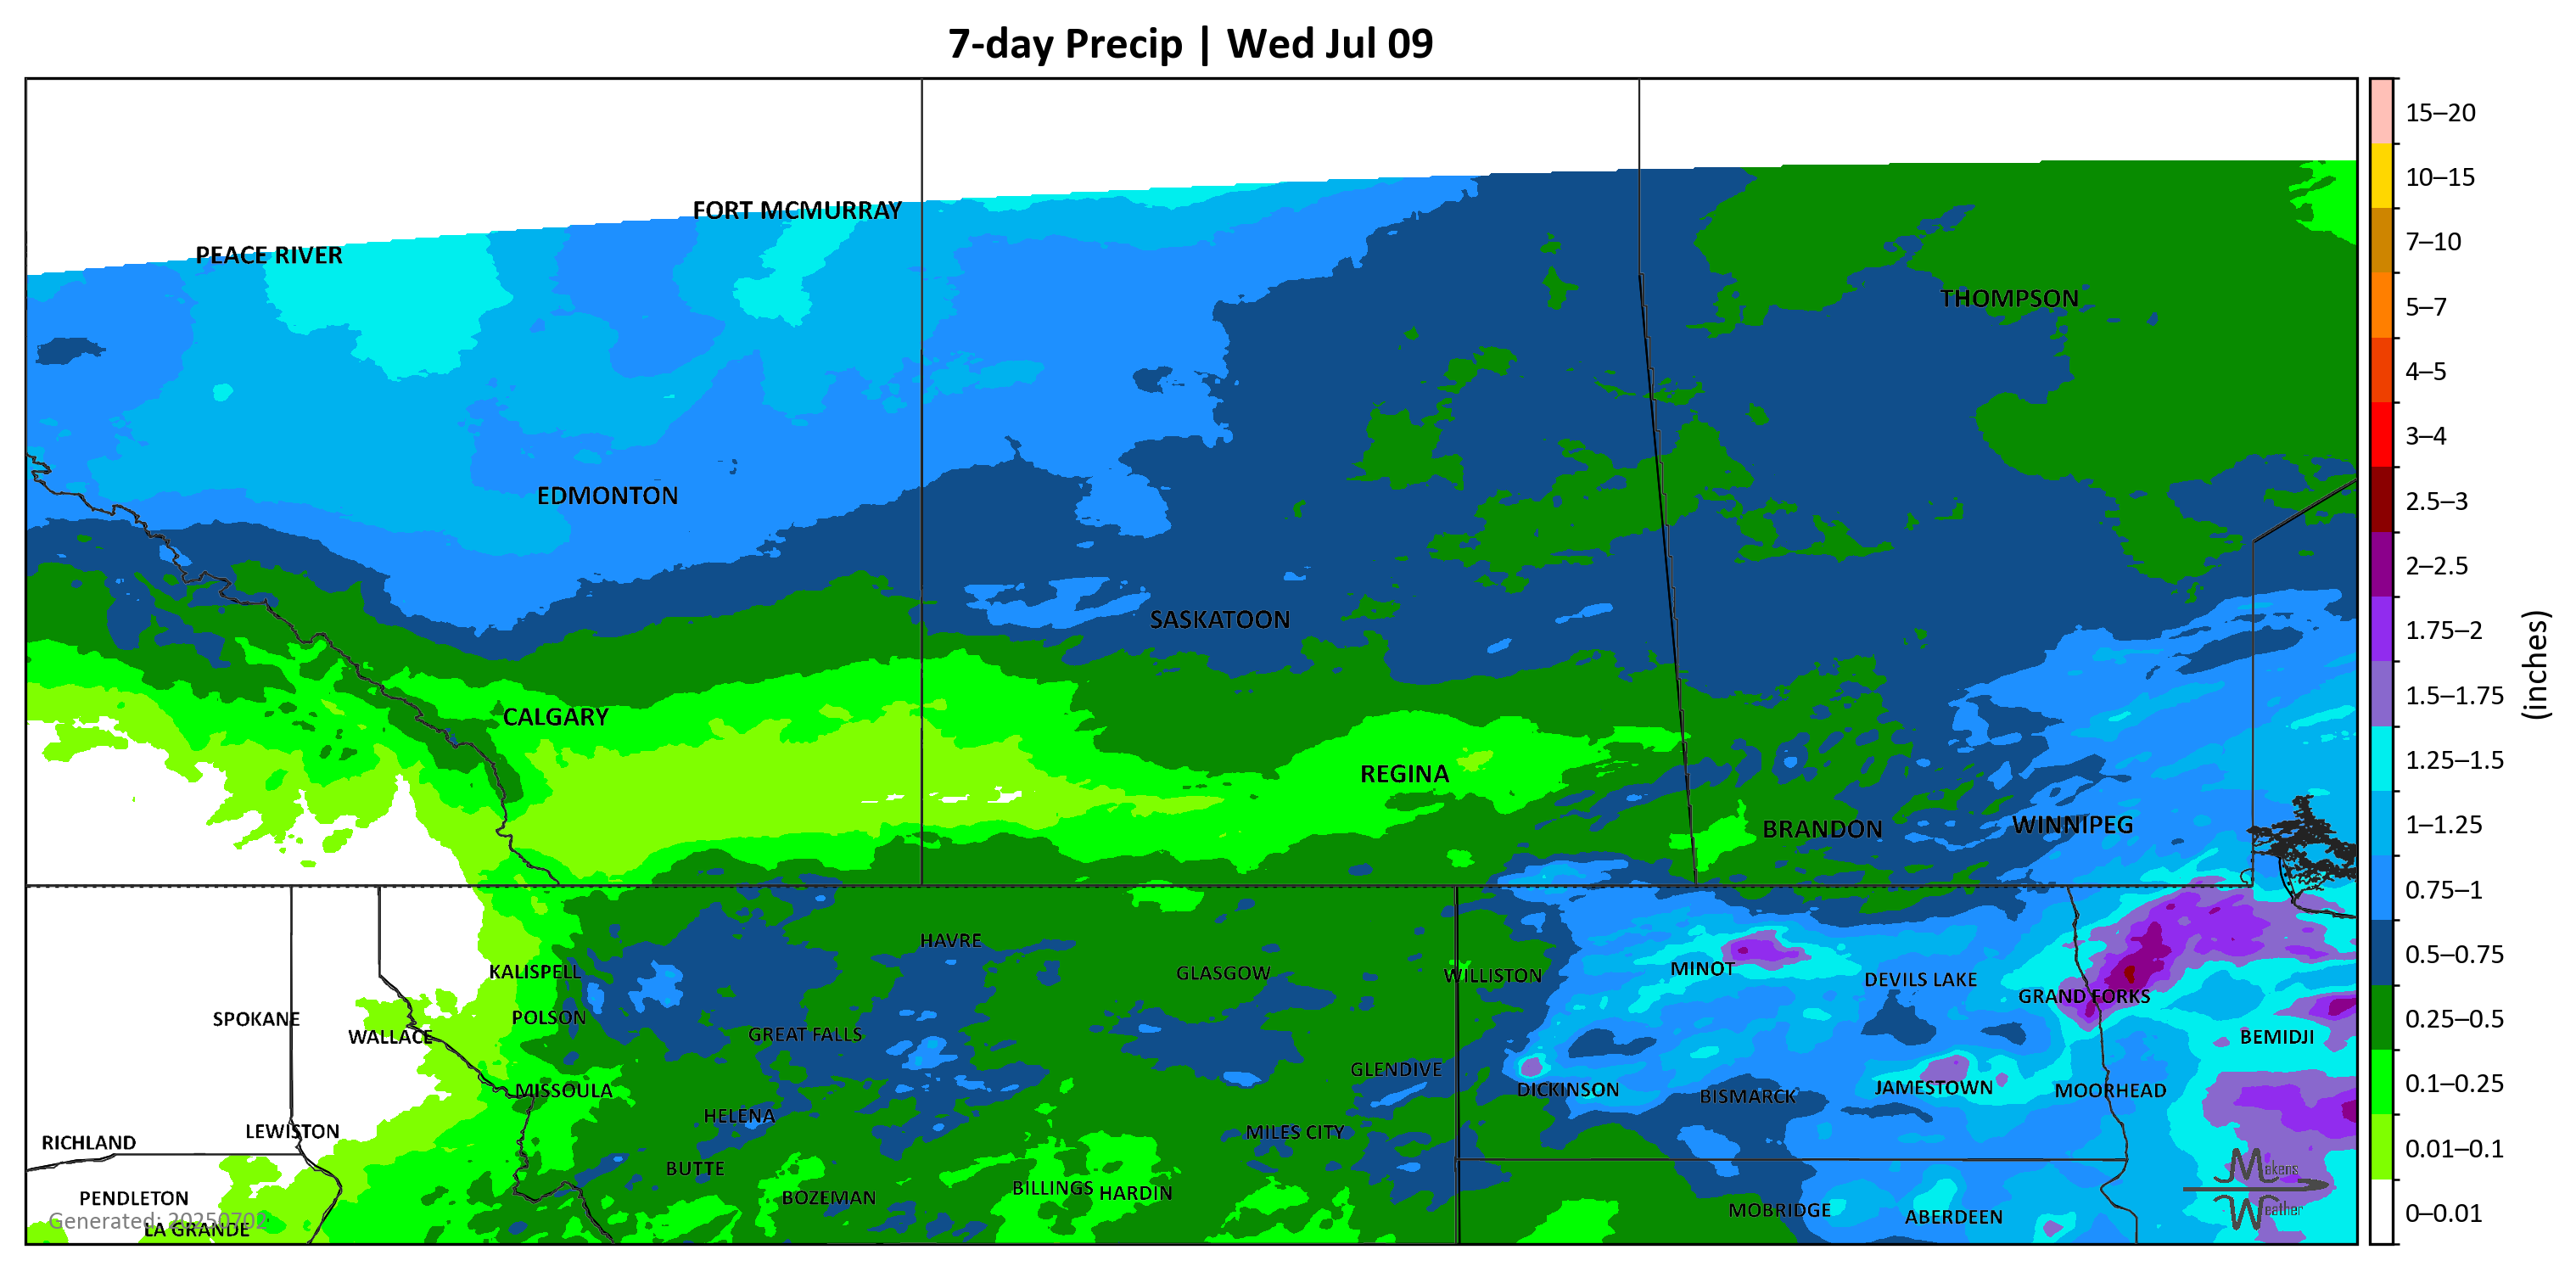 7-day Precip | Wed Jul 09
FORT MCMURRAY
PEACE RIVER
THOMPSON
EDMONTON
SASKATOON
CALGARY
REGINA
BRANDON
WINNIPEG
HAVRE
KALISPELL
GLASGOW
WILLISTON
MINOT
DEVILS LAKE
GRAND FORKS
SPOKANE
POLSON
WALLACE
GREAT FALLS
BEMIDJI
GLENDIVE
MISSOULA
DICKINSON
BISMARCK
JAMESTOWN
MOORHEAD
HELENA
RICHLAND
LEWISTON
MILES CITY
BUTTE
PENDLETON
BOZEMAN
BILLINGS
HARDIN
MOBRIDGE
ABERDEEN
Generated: 20250702
LA GRANDE
Mekens
Weather
15–20
10–15
7–10
5–7
4–5
3–4
2.5–3
2–2.5
1.75–2
1.5–1.75
1.25–1.5
1–1.25
0.75–1
0.5–0.75
0.25–0.5
0.1–0.25
0.01–0.1
0–0.01
(inches)